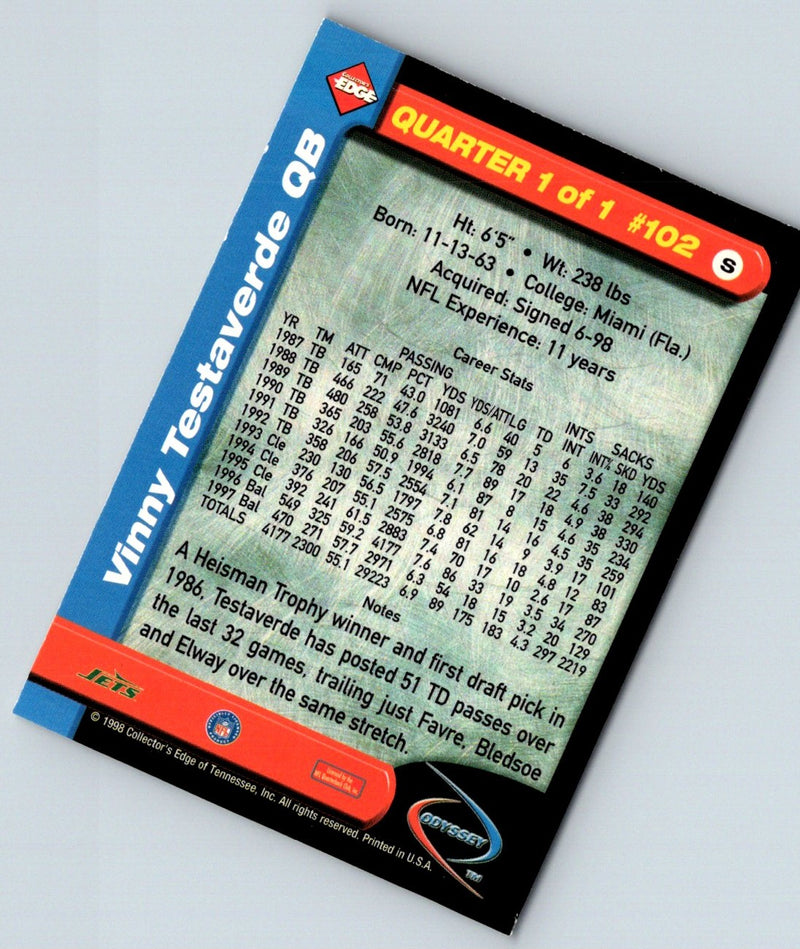 COLLECTOR'S
EDGE
QUARTER 1 of 1 #102 S
Vinny Testaverde QB
Ht: 6'5" • Wt: 238 lbs
Born: 11-13-63 • College: Miami (Fla.)
Acquired: Signed 6-98
NFL Experience: 11 years
Career Stats
PASSING INTS SACKS
YR TM ATT CMP PCT YDS YDS/ATT LG TD INT INT% SKD YDS
1987 TB 165 71 43.0 1081 6.6 40 5 6 3.6 18 140
1988 TB 466 222 47.6 3240 7.0 59 13 35 7.5 33 292
1989 TB 480 258 53.8 3133 6.5 78 20 22 4.6 38 294
1990 TB 365 203 55.6 2818 7.7 89 17 18 4.9 38 330
1991 TB 326 166 50.9 1994 6.1 87 8 15 4.6 35 234
1992 TB 358 206 57.5 2554 7.1 81 14 16 4.5 35 259
1993 Cle 230 130 56.5 1797 7.8 62 14 9 3.9 17 101
1994 Cle 376 207 55.1 2575 6.8 81 16 18 4.8 12 83
1995 Cle 392 241 61.5 2883 7.4 70 17 10 2.6 17 87
1996 Bal 549 325 59.2 4177 7.6 86 33 19 3.5 34 270
1997 Bal 470 271 57.7 2971 6.3 54 18 15 3.2 20 129
TOTALS 4177 2300 55.1 29223 6.9 89 175 183 4.3 297 2219
Notes
A Heisman Trophy winner and first draft pick in
1986, Testaverde has posted 51 TD passes over
the last 32 games, trailing just Favre, Bledsoe
and Elway over the same stretch.
JETS
NFL
Licensed by the
NFL Quarterback Club, Inc.
ODYSSEY
TM
© 1998 Collector's Edge of Tennessee, Inc. All rights reserved. Printed in U.S.A.